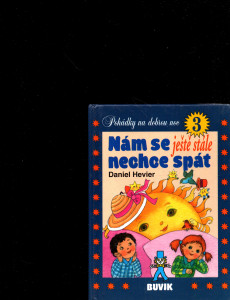 Pohádky na dobrou noc
3
Nám se ještě stále
nechce spát
Daniel Hevier
BUVIK